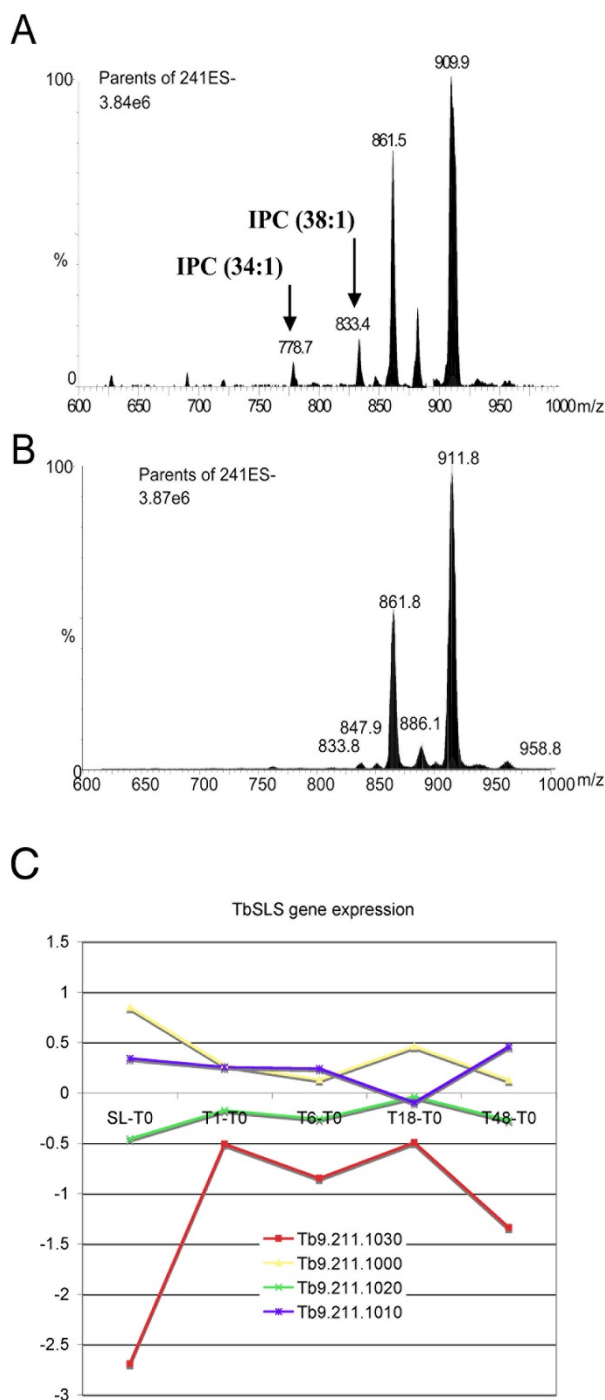 A
Parents of 241ES-
3.84e6
100
%
0
909.9
861.5
IPC (38:1)
IPC (34:1)
833.4
778.7
600 650 700 750 800 850 900 950 1000m/z
B
Parents of 241ES-
3.87e6
100
%
0
911.8
861.8
847.9
886.1
833.8
958.8
600 650 700 750 800 850 900 950 1000m/z
C
TbSLS gene expression
1.5
1
0.5
0
SL-T0 T1-T0 T6-T0 T18-T0 T48-T0
-0.5
-1
-1.5
-2
-2.5
-3
Tb9.211.1030
Tb9.211.1000
Tb9.211.1020
Tb9.211.1010